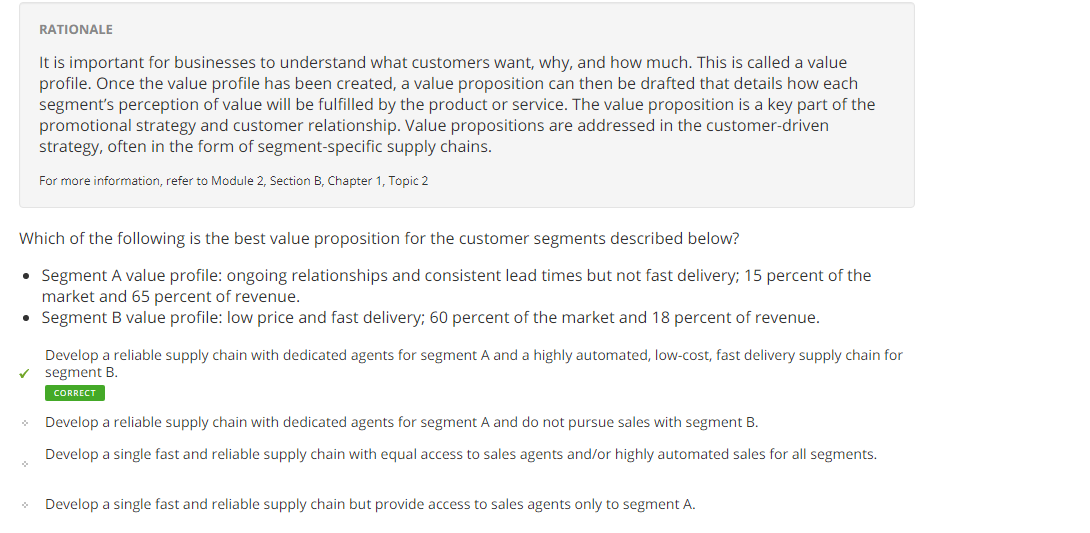 RATIONALE
It is important for businesses to understand what customers want, why, and how much. This is called a value
profile. Once the value profile has been created, a value proposition can then be drafted that details how each
segment’s perception of value will be fulfilled by the product or service. The value proposition is a key part of the
promotional strategy and customer relationship. Value propositions are addressed in the customer-driven
strategy, often in the form of segment-specific supply chains.
For more information, refer to Module 2, Section B, Chapter 1, Topic 2
Which of the following is the best value proposition for the customer segments described below?
Segment A value profile: ongoing relationships and consistent lead times but not fast delivery; 15 percent of the
market and 65 percent of revenue.
Segment B value profile: low price and fast delivery; 60 percent of the market and 18 percent of revenue.
Develop a reliable supply chain with dedicated agents for segment A and a highly automated, low-cost, fast delivery supply chain for
segment B.
CORRECT
Develop a reliable supply chain with dedicated agents for segment A and do not pursue sales with segment B.
Develop a single fast and reliable supply chain with equal access to sales agents and/or highly automated sales for all segments.
Develop a single fast and reliable supply chain but provide access to sales agents only to segment A.